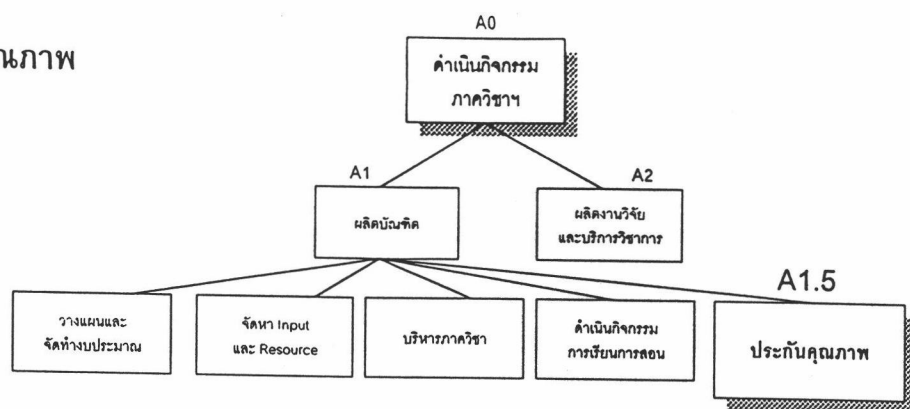 A0
ดำเนินกิจกรรม
ภาควิชาฯ
A1
ผลิตบัณฑิต
A2
ผลิตงานวิจัย
และบริการวิชาการ
วางแผนและ
จัดทำงบประมาณ
จัดหา Input
และ Resource
บริหารภาควิชา
ดำเนินกิจกรรม
การเรียนการสอน
A1.5
ประกันคุณภาพ